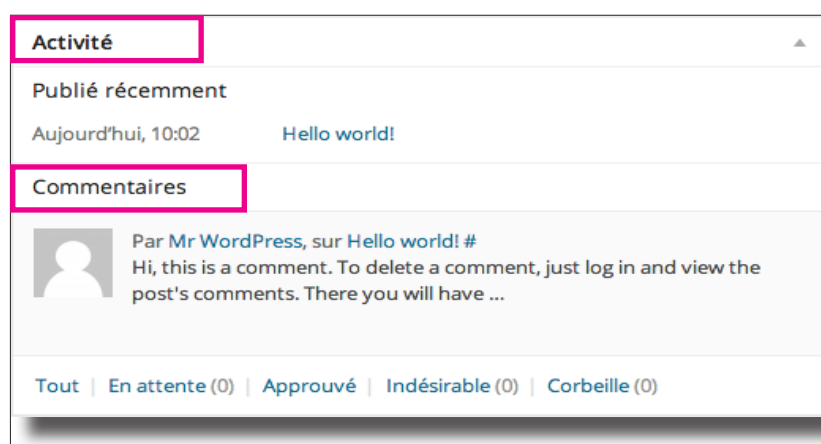 Activité
Publié récemment
Aujourd'hui, 10:02 Hello world!
Commentaires
Par Mr WordPress, sur Hello world! #
Hi, this is a comment. To delete a comment, just log in and view the
post's comments. There you will have ...
Tout | En attente (0) | Approuvé | Indésirable (0) | Corbeille (0)